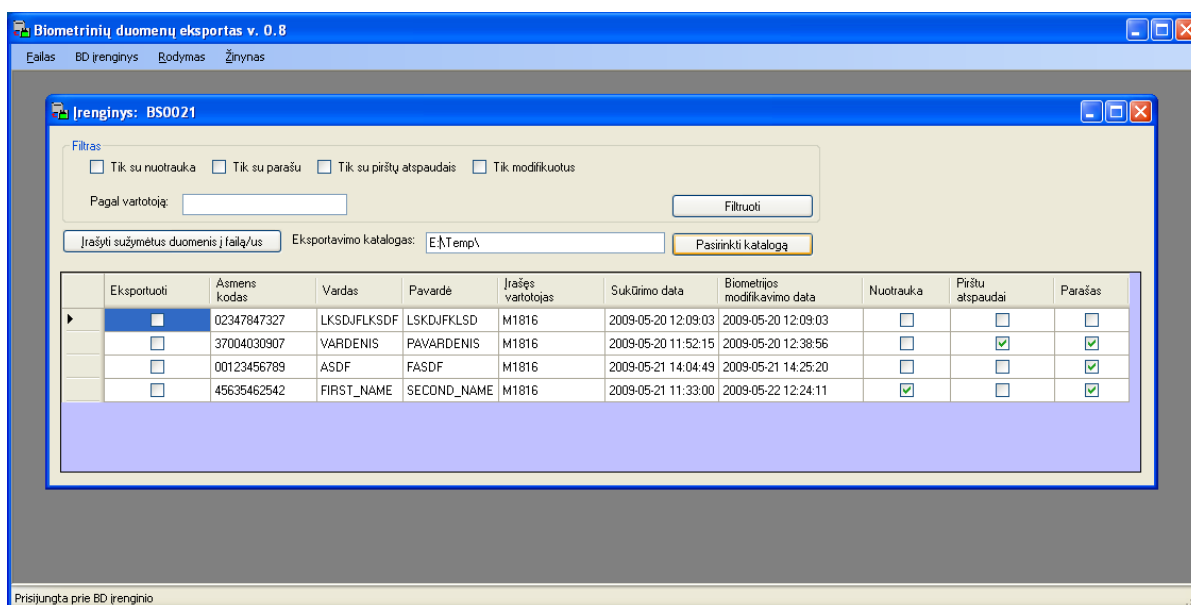 Biometrinių duomenų eksportas v. 0.8
Failas BD įrenginys Rodymas Žinynas
Įrenginys: BS0021
Filtras
Tik su nuotrauka Tik su parašu Tik su pirštų atspaudais Tik modifikuotus
Pagal vartotoją:
Filtruoti
Įrašyti sužymėtus duomenis į failą/us Eksportavimo katalogas: E:\Temp\ Pasirinkti katalogą
Eksportuoti Asmens kodas Vardas Pavardė Įrašęs vartotojas Sukūrimo data Biometrijos modifikavimo data Nuotrauka Pirštu atspaudai Parašas
02347847327 LKSDJFLKSDF LSKDJFKLSD M1816 2009-05-20 12:09:03 2009-05-20 12:09:03
37004030907 VARDENIS PAVARDENIS M1816 2009-05-20 11:52:15 2009-05-20 12:38:56
00123456789 ASDF FASDF M1816 2009-05-21 14:04:49 2009-05-21 14:25:20
45635462542 FIRST_NAME SECOND_NAME M1816 2009-05-21 11:33:00 2009-05-22 12:24:11
Prisijungta prie BD įrenginio